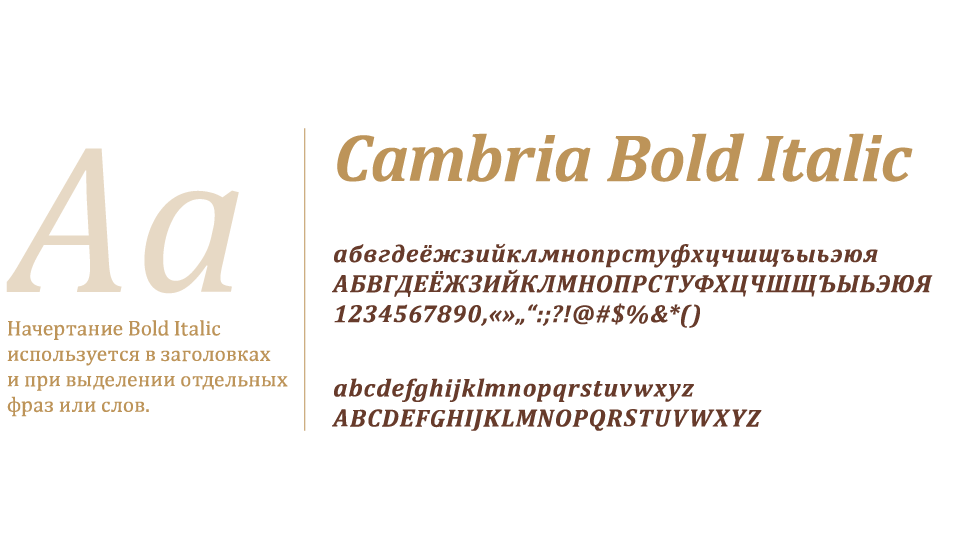 Aa
Начертание Bold Italic
используется в заголовках
и при выделении отдельных
фраз или слов.
Cambria Bold Italic
абвгдеёжзийклмнопрстуфхцчшщъыьэюя
АБВГДЕЁЖЗИЙКЛМНОПРСТУФХЦЧШЩЪЫЬЭЮЯ
1234567890,«»„“:;?!@#$%&*()
abcdefghijklmnopqrstuvwxyz
ABCDEFGHIJKLMNOPQRSTUVWXYZ